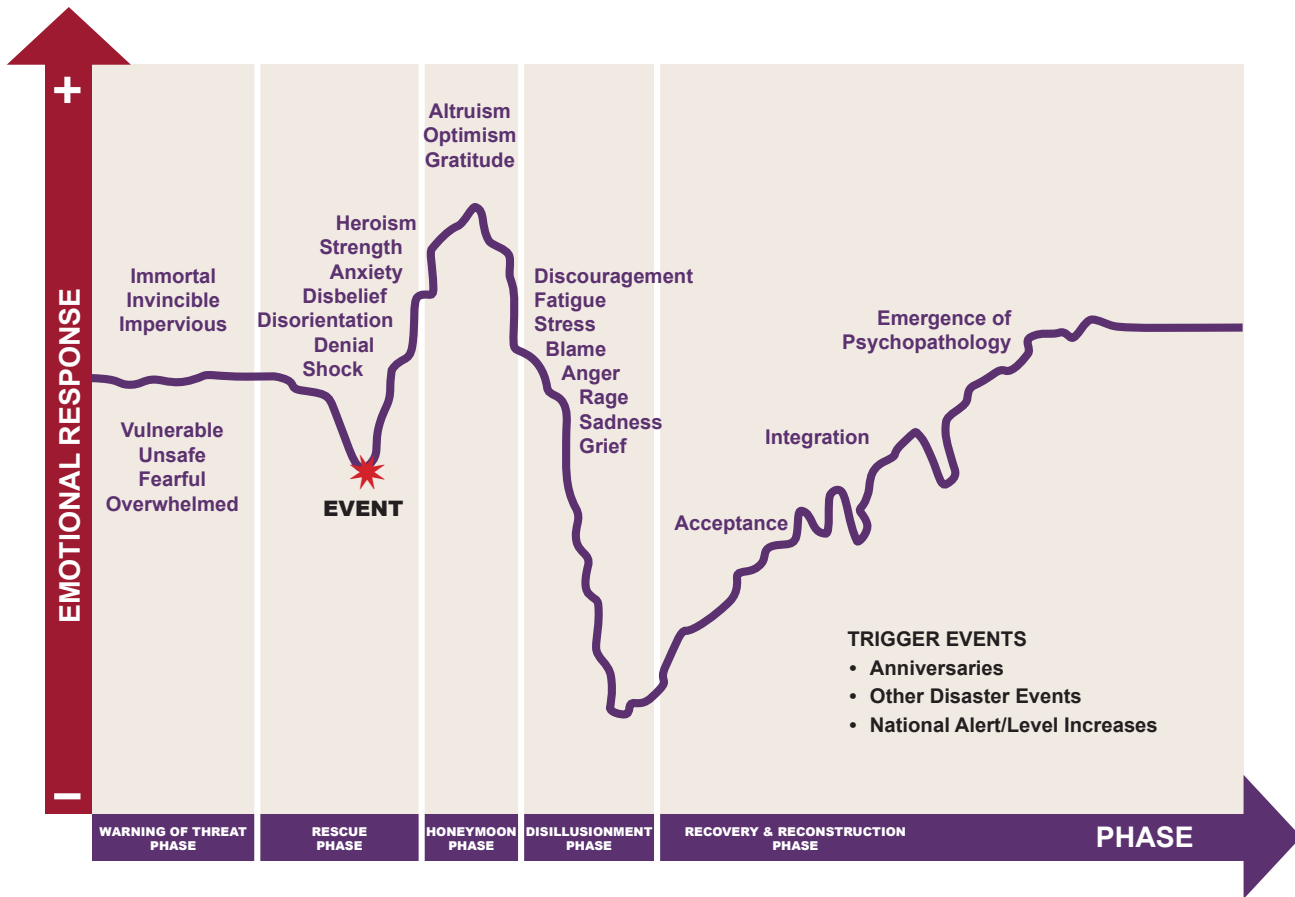 +
EMOTIONAL RESPONSE
–
Immortal
Invincible
Impervious
Vulnerable
Unsafe
Fearful
Overwhelmed
Heroism
Strength
Anxiety
Disbelief
Disorientation
Denial
Shock
EVENT
Altruism
Optimism
Gratitude
Discouragement
Fatigue
Stress
Blame
Anger
Rage
Sadness
Grief
Acceptance
Integration
Emergence of
Psychopathology
TRIGGER EVENTS
• Anniversaries
• Other Disaster Events
• National Alert/Level Increases
WARNING OF THREAT
PHASE
RESCUE
PHASE
HONEYMOON
PHASE
DISILLUSIONMENT
PHASE
RECOVERY & RECONSTRUCTION
PHASE
PHASE